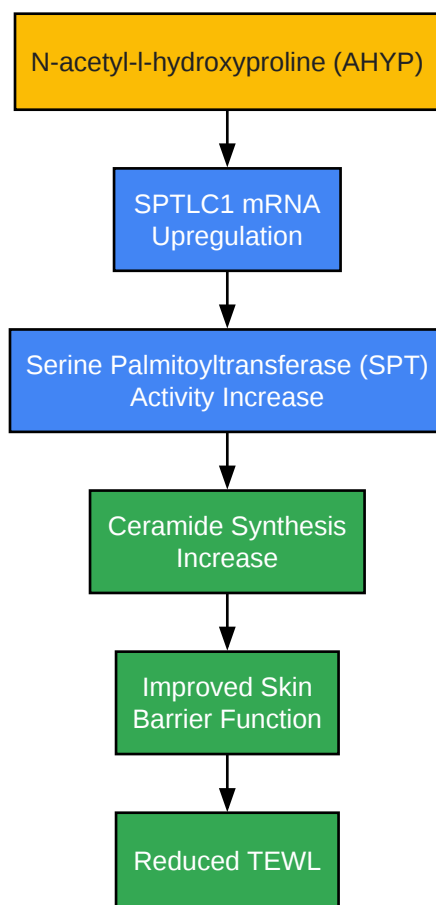 N-acetyl-l-hydroxyproline (AHYP)
SPTLC1 mRNA
Upregulation
Serine Palmitoyltransferase (SPT)
Activity Increase
Ceramide Synthesis
Increase
Improved Skin
Barrier Function
Reduced TEWL